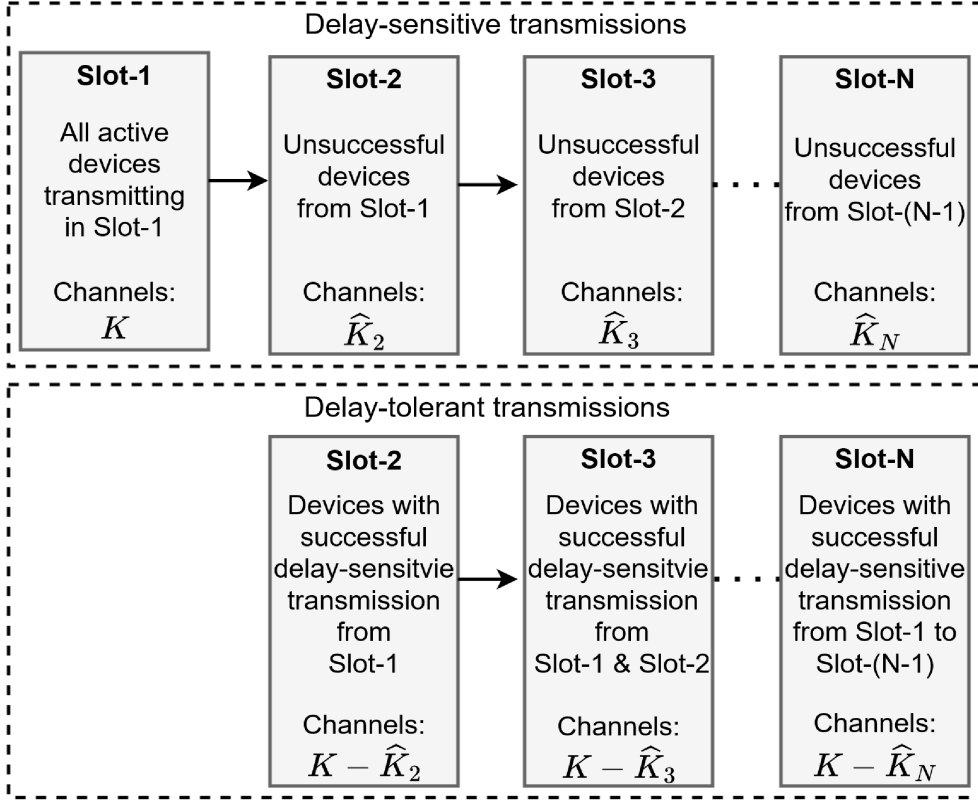 Delay-sensitive transmissions
Slot-1
All active
devices
transmitting
in Slot-1
Channels:
K
Slot-2
Unsuccessful
devices
from Slot-1
Channels:
K̂₂
Slot-3
Unsuccessful
devices
from Slot-2
Channels:
K̂₃
Slot-N
Unsuccessful
devices
from Slot-(N-1)
Channels:
K̂_N
Delay-tolerant transmissions
Slot-2
Devices with
successful
delay-sensitvie
transmission
from
Slot-1
Channels:
K − K̂₂
Slot-3
Devices with
successful
delay-sensitvie
transmission
from
Slot-1 & Slot-2
Channels:
K − K̂₃
Slot-N
Devices with
successful
delay-sensitive
transmission
from Slot-1 to
Slot-(N-1)
Channels:
K − K̂_N